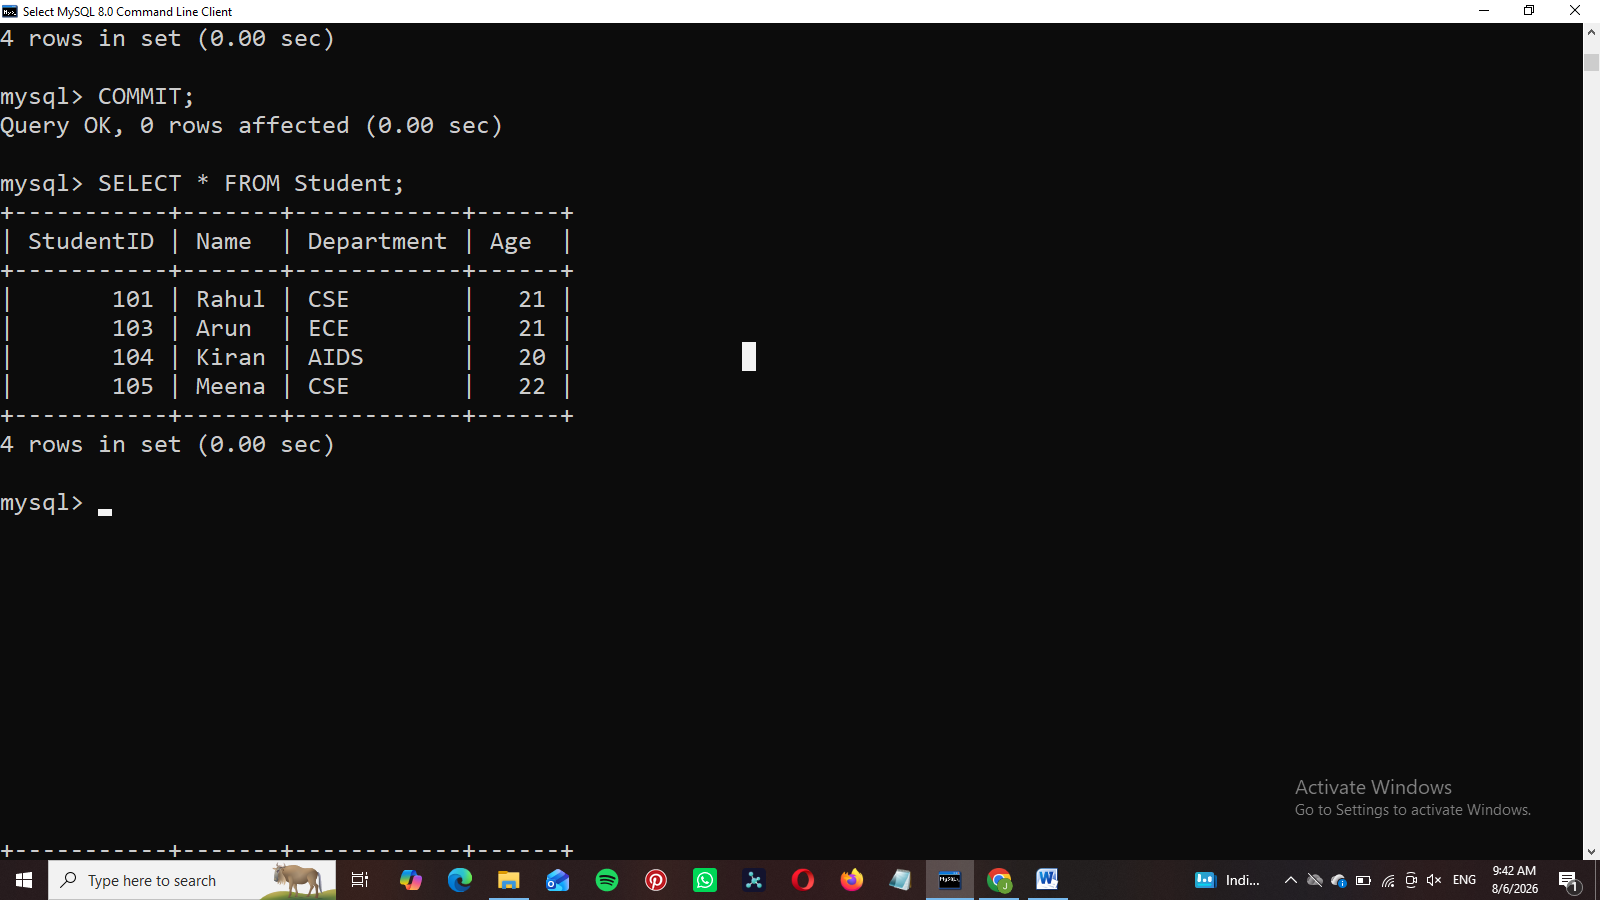 Select MySQL 8.0 Command Line Client
4 rows in set (0.00 sec)
mysql> COMMIT;
Query OK, 0 rows affected (0.00 sec)
mysql> SELECT * FROM Student;
+-----------+-------+------------+------+
| StudentID | Name  | Department | Age  |
+-----------+-------+------------+------+
|       101 | Rahul | CSE        |   21 |
|       103 | Arun  | ECE        |   21 |
|       104 | Kiran | AIDS       |   20 |
|       105 | Meena | CSE        |   22 |
+-----------+-------+------------+------+
4 rows in set (0.00 sec)
mysql>
Activate Windows
Go to Settings to activate Windows.
+-----------+-------+------------+------+
Type here to search
Indi...
ENG
9:42 AM
8/6/2026
1